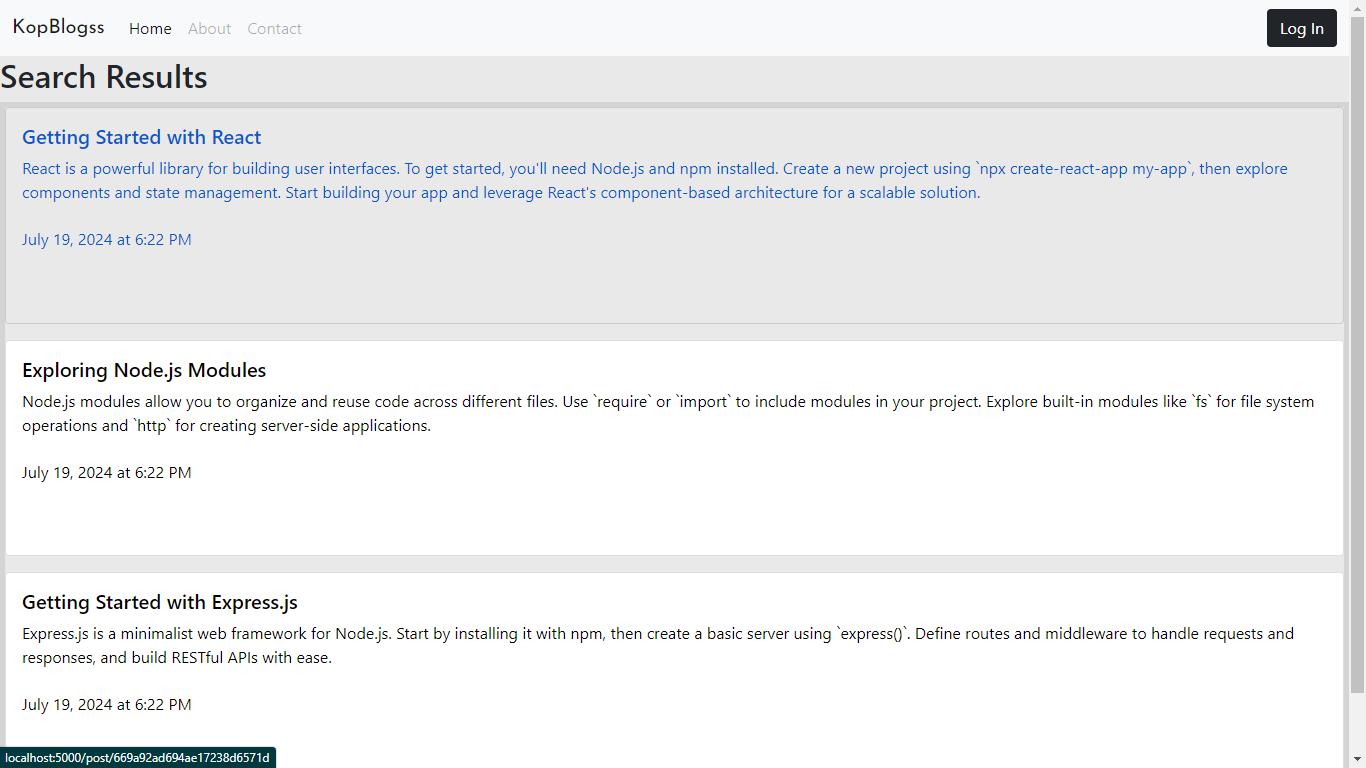 KopBlogss Home About Contact Log In
Search Results
Getting Started with React
React is a powerful library for building user interfaces. To get started, you'll need Node.js and npm installed. Create a new project using `npx create-react-app my-app`, then explore
components and state management. Start building your app and leverage React's component-based architecture for a scalable solution.
July 19, 2024 at 6:22 PM
Exploring Node.js Modules
Node.js modules allow you to organize and reuse code across different files. Use `require` or `import` to include modules in your project. Explore built-in modules like `fs` for file system
operations and `http` for creating server-side applications.
July 19, 2024 at 6:22 PM
Getting Started with Express.js
Express.js is a minimalist web framework for Node.js. Start by installing it with npm, then create a basic server using `express()`. Define routes and middleware to handle requests and
responses, and build RESTful APIs with ease.
July 19, 2024 at 6:22 PM
localhost:5000/post/669a92ad694ae17238d6571d